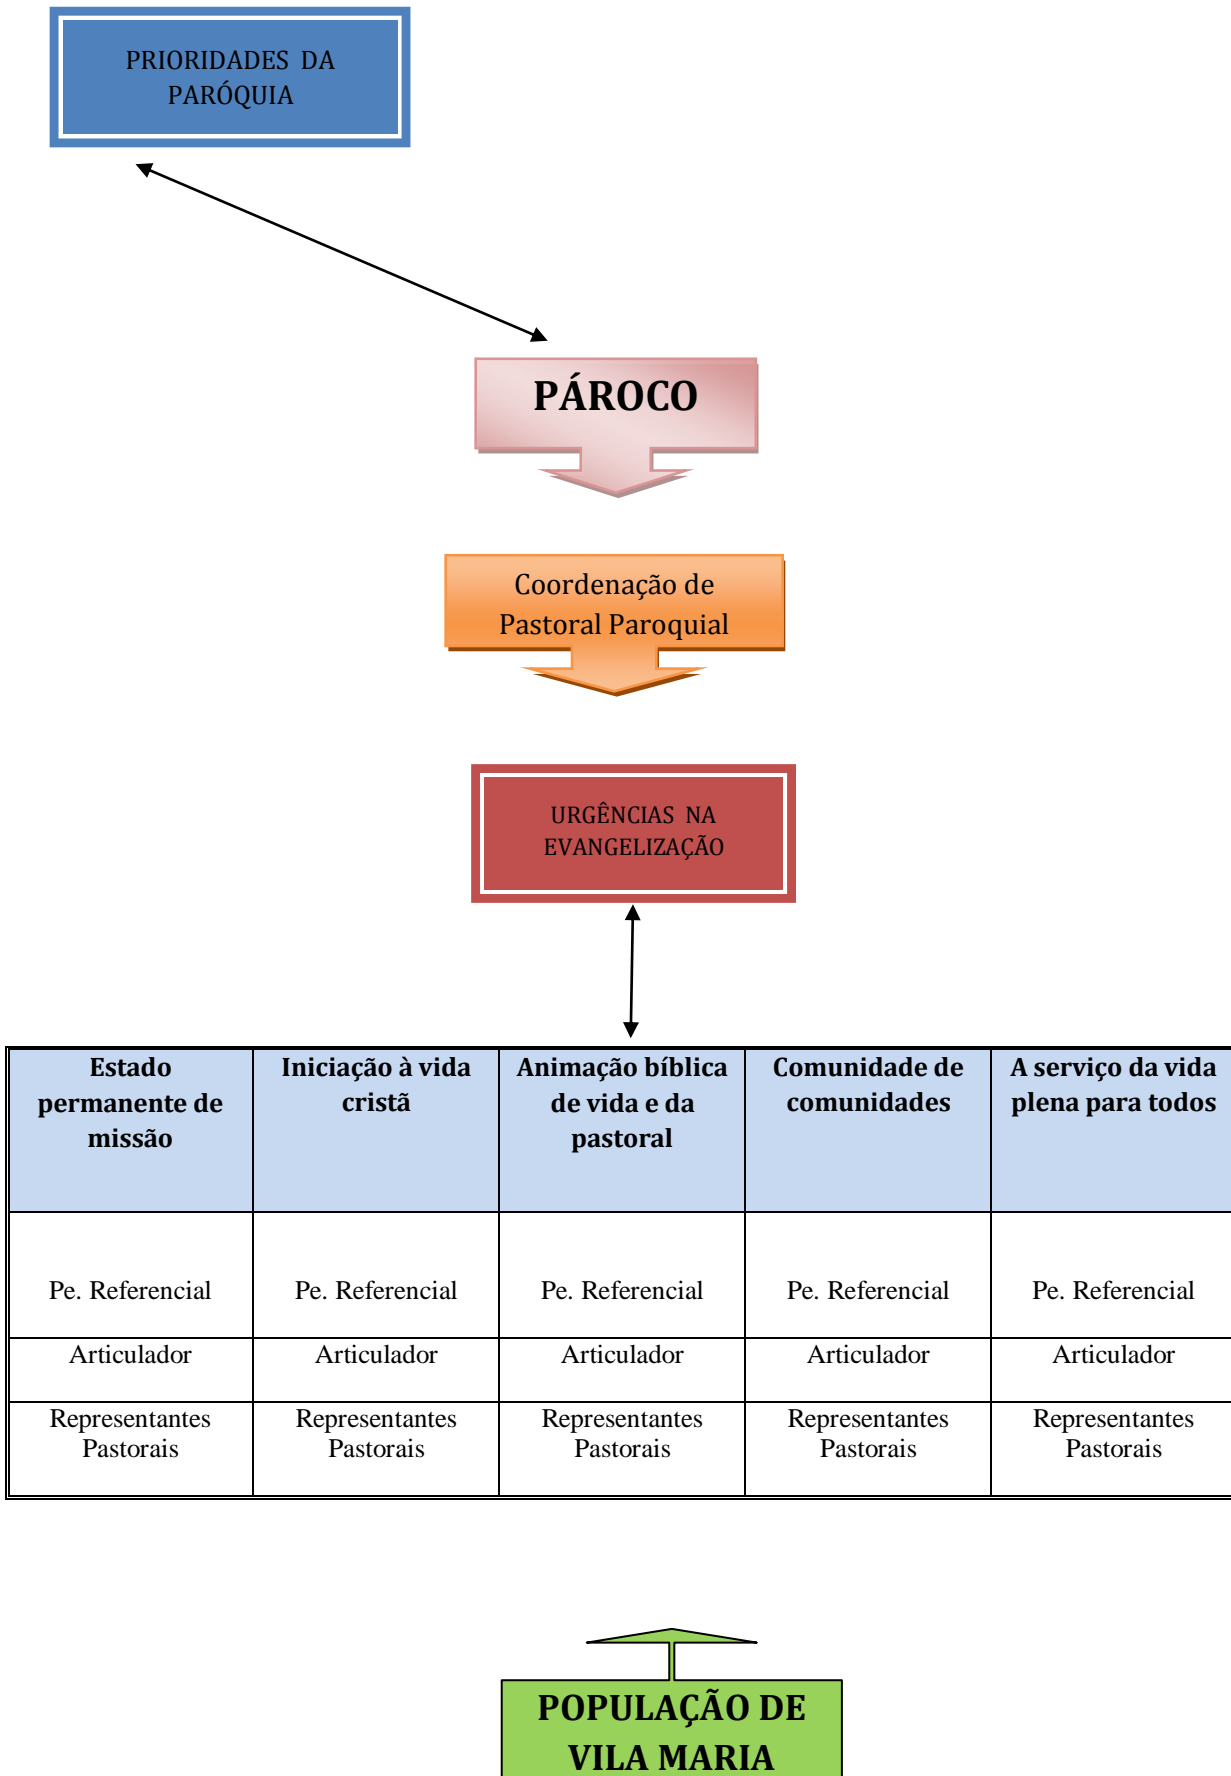 PRIORIDADES DA
PARÓQUIA
PÁROCO
Coordenação de
Pastoral Paroquial
URGÊNCIAS NA
EVANGELIZAÇÃO
Estado
permanente de
missão
Iniciação à vida
cristã
Animação bíblica
de vida e da
pastoral
Comunidade de
comunidades
A serviço da vida
plena para todos
Pe. Referencial
Pe. Referencial
Pe. Referencial
Pe. Referencial
Pe. Referencial
Articulador
Articulador
Articulador
Articulador
Articulador
Representantes
Pastorais
Representantes
Pastorais
Representantes
Pastorais
Representantes
Pastorais
Representantes
Pastorais
POPULAÇÃO DE
VILA MARIA